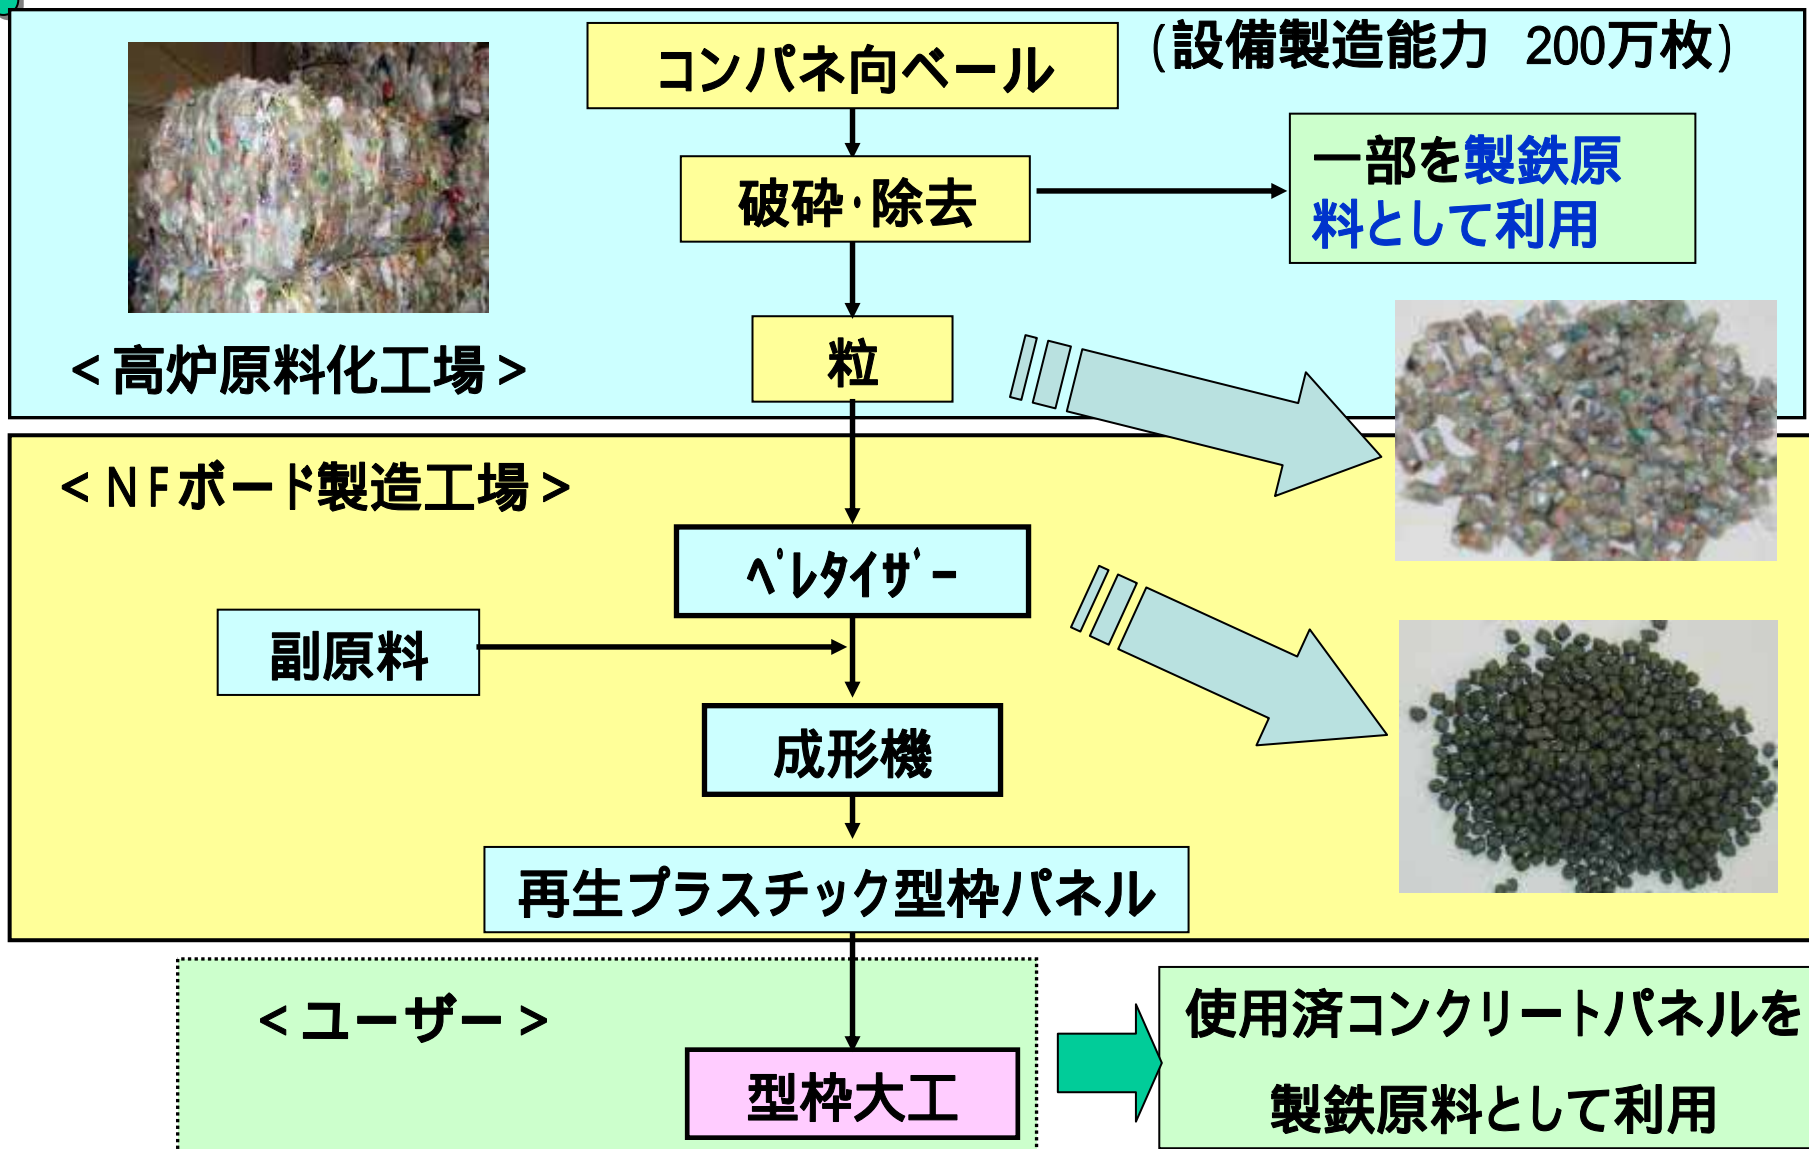 コンパネ向ベール
(設備製造能力　200万枚)
破砕・除去
一部を製鉄原
料として利用
粒
＜高炉原料化工場＞
＜NFボード製造工場＞
ﾍﾟﾚﾀｲｻﾞｰ
副原料
成形機
再生プラスチック型枠パネル
＜ユーザー＞
型枠大工
使用済コンクリートパネルを
製鉄原料として利用